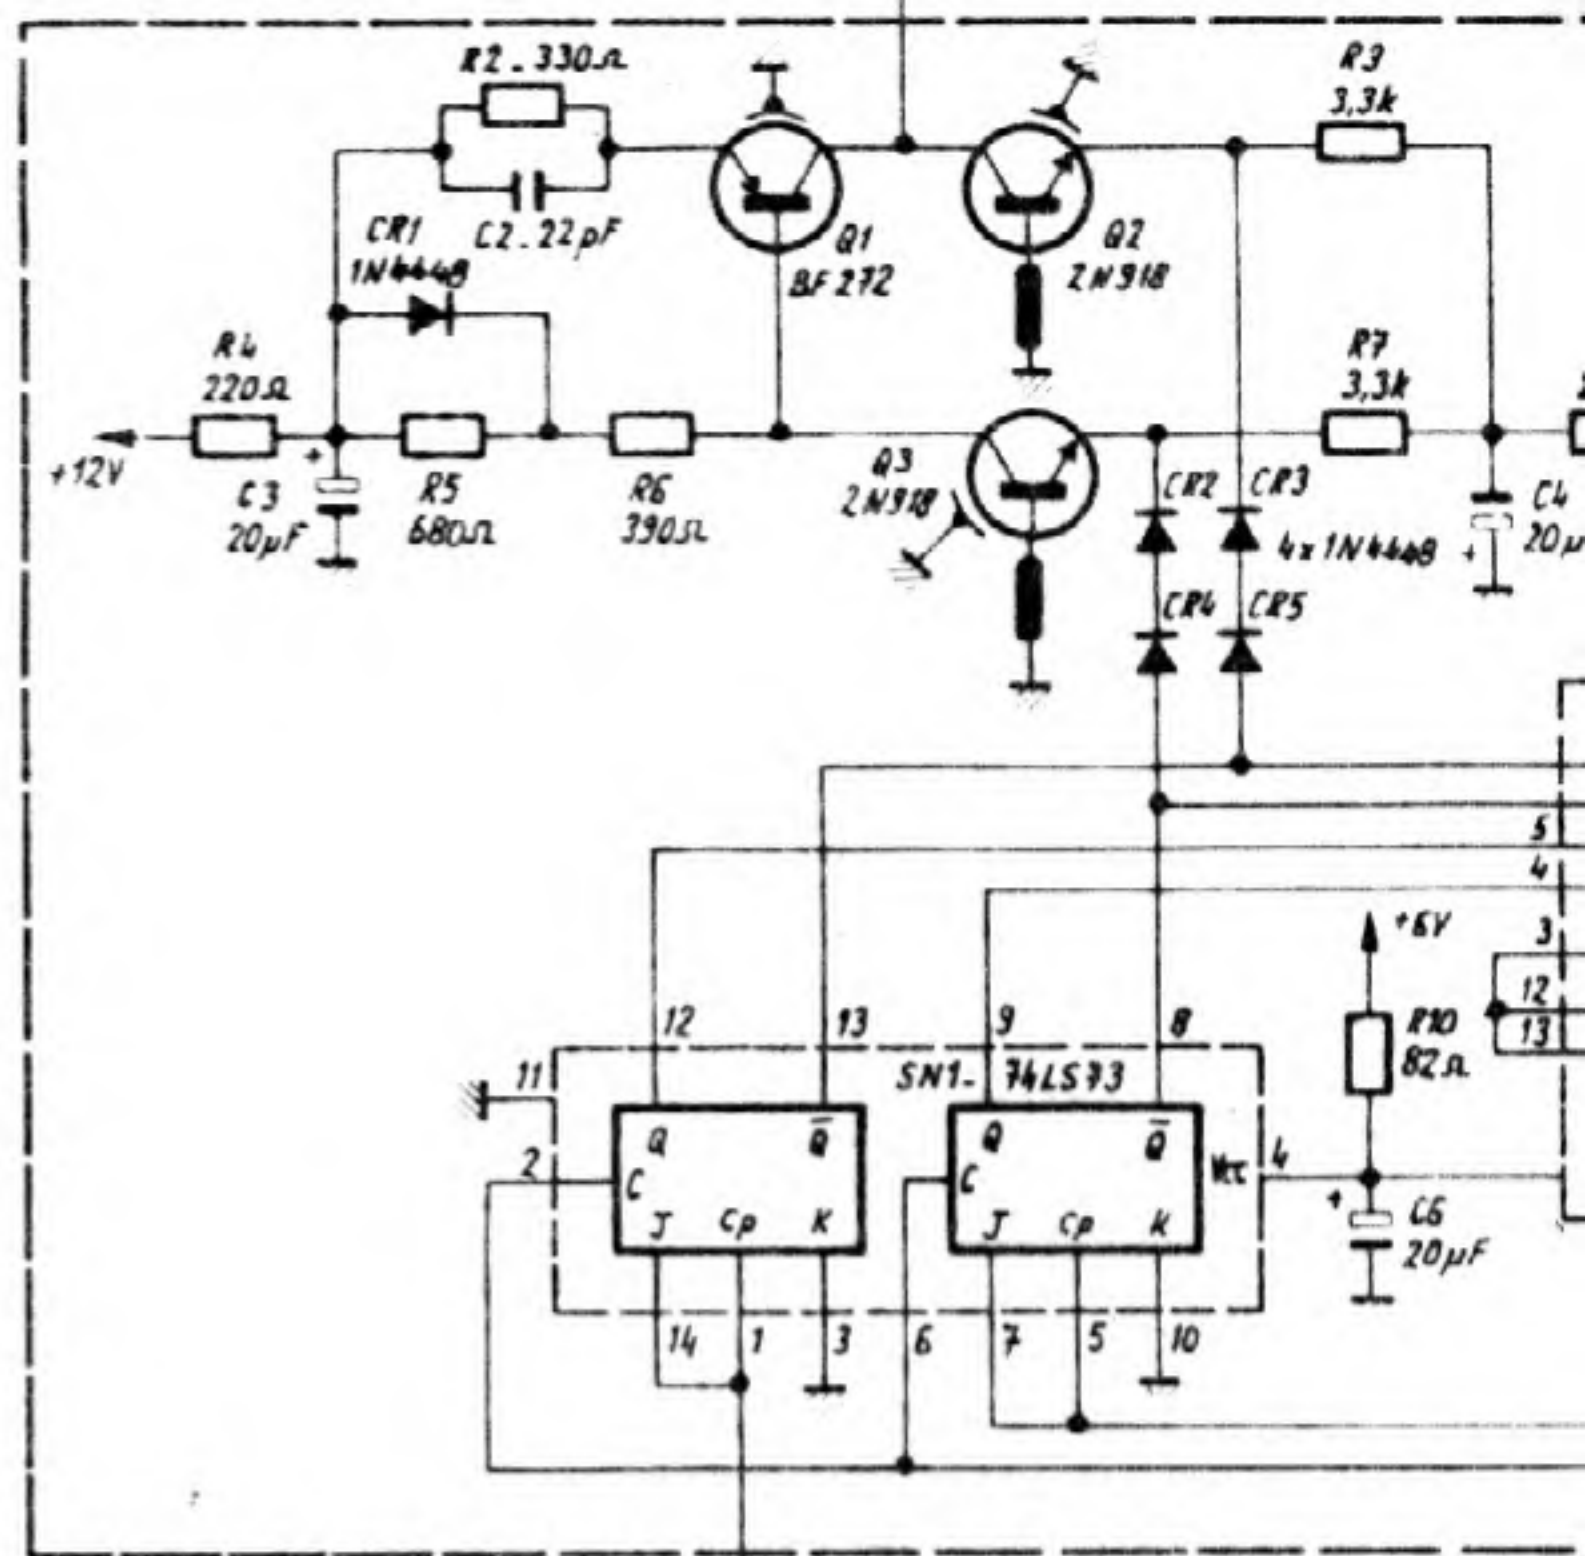 R2-330Ω
R3
3,3k
CR1
1N4448
C2-22pF
Q1
BF272
Q2
2N918
R4
220Ω
R7
3,3k
+12V
+
C3
20µF
R5
680Ω
R6
390Ω
Q3
2N918
CR2
CR3
4x1N4448
+
C4
20µ
CR4
CR5
5
4
+6V
3
12
13
R10
82Ω
12
13
9
8
11
SN1- 74LS73
2
Q
Q̅
C
J
Cp
K
Q
Q̅
C
J
Cp
K
Vcc
4
+
C6
20µF
14
1
3
6
7
5
10